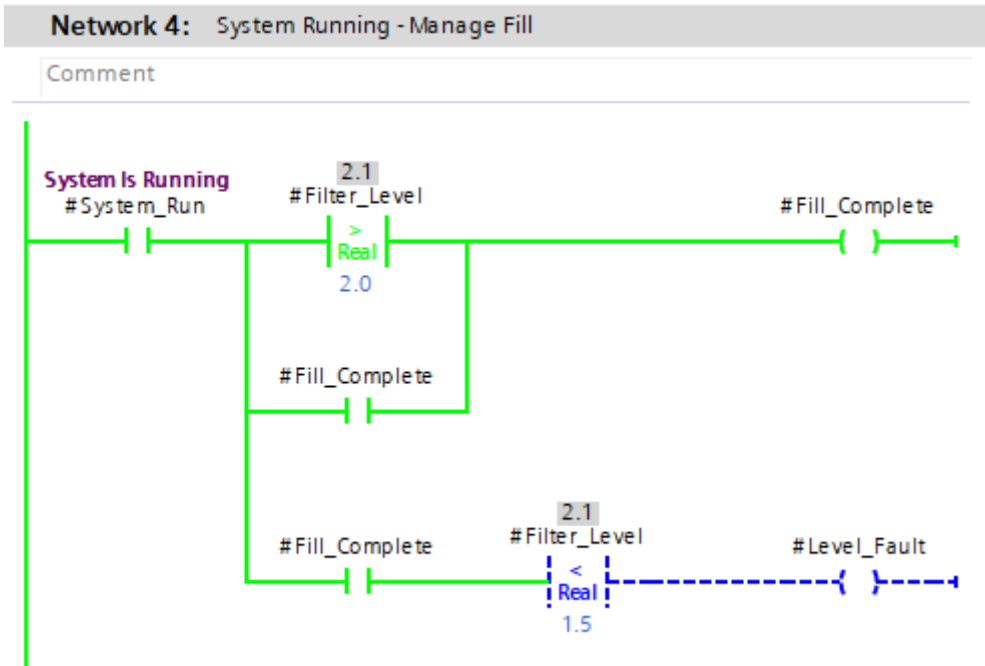 Network 4: System Running - Manage Fill
Comment
System Is Running
#System_Run
2.1
#Filter_Level
>
Real
2.0
#Fill_Complete
#Fill_Complete
#Fill_Complete
2.1
#Filter_Level
<
Real
1.5
#Level_Fault